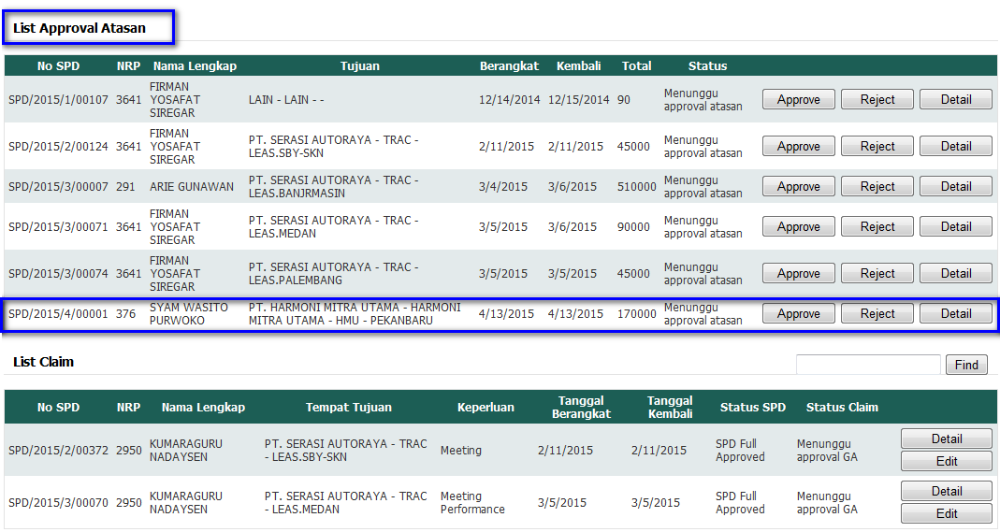 List Approval Atasan
No SPD NRP Nama Lengkap Tujuan Berangkat Kembali Total Status
SPD/2015/1/00107 3641 FIRMAN YOSAFAT SIREGAR LAIN - LAIN - - 12/14/2014 12/15/2014 90 Menunggu approval atasan Approve Reject Detail
SPD/2015/2/00124 3641 FIRMAN YOSAFAT SIREGAR PT. SERASI AUTORAYA - TRAC - LEAS.SBY-SKN 2/11/2015 2/11/2015 45000 Menunggu approval atasan Approve Reject Detail
SPD/2015/3/00007 291 ARIE GUNAWAN PT. SERASI AUTORAYA - TRAC - LEAS.BANJRMASIN 3/4/2015 3/6/2015 510000 Menunggu approval atasan Approve Reject Detail
SPD/2015/3/00071 3641 FIRMAN YOSAFAT SIREGAR PT. SERASI AUTORAYA - TRAC - LEAS.MEDAN 3/5/2015 3/6/2015 90000 Menunggu approval atasan Approve Reject Detail
SPD/2015/3/00074 3641 FIRMAN YOSAFAT SIREGAR PT. SERASI AUTORAYA - TRAC - LEAS.PALEMBANG 3/5/2015 3/5/2015 45000 Menunggu approval atasan Approve Reject Detail
SPD/2015/4/00001 376 SYAM WASITO PURWOKO PT. HARMONI MITRA UTAMA - HARMONI MITRA UTAMA - HMU - PEKANBARU 4/13/2015 4/13/2015 170000 Menunggu approval atasan Approve Reject Detail
List Claim Find
No SPD NRP Nama Lengkap Tempat Tujuan Keperluan Tanggal Berangkat Tanggal Kembali Status SPD Status Claim
SPD/2015/2/00372 2950 KUMARAGURU NADAYSEN PT. SERASI AUTORAYA - TRAC - LEAS.SBY-SKN Meeting 2/11/2015 2/11/2015 SPD Full Approved Menunggu approval GA Detail Edit
SPD/2015/3/00070 2950 KUMARAGURU NADAYSEN PT. SERASI AUTORAYA - TRAC - LEAS.MEDAN Meeting Performance 3/5/2015 3/5/2015 SPD Full Approved Menunggu approval GA Detail Edit